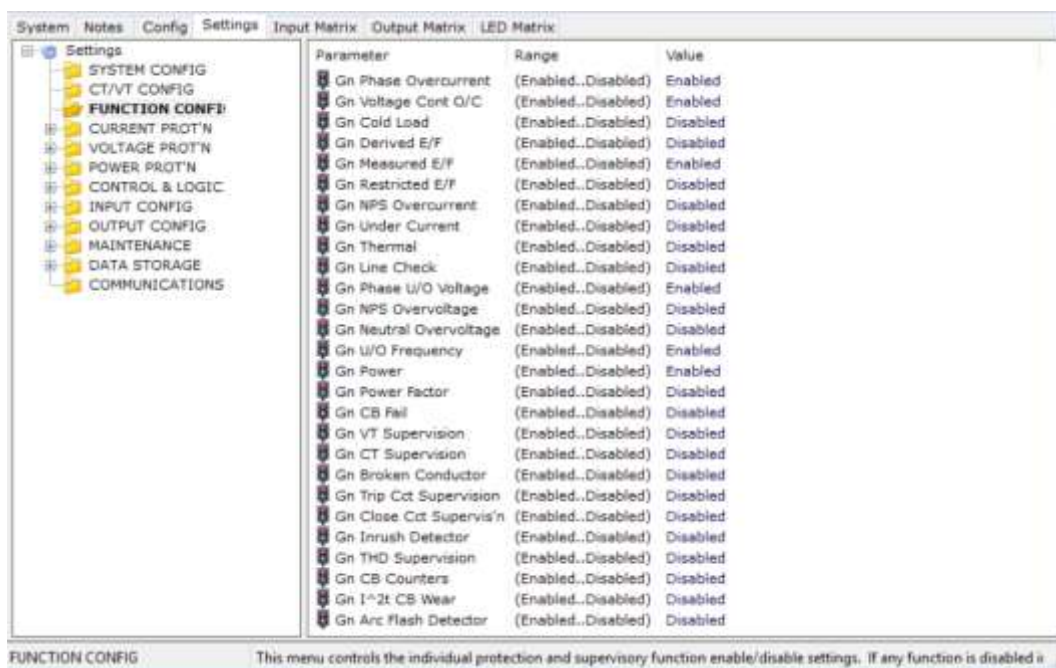 System Notes Config Settings Input Matrix Output Matrix LED Matrix
Settings
SYSTEM CONFIG
CT/VT CONFIG
FUNCTION CONFI
CURRENT PROT'N
VOLTAGE PROT'N
POWER PROT'N
CONTROL & LOGIC
INPUT CONFIG
OUTPUT CONFIG
MAINTENANCE
DATA STORAGE
COMMUNICATIONS
Parameter Range Value
Gn Phase Overcurrent (Enabled..Disabled) Enabled
Gn Voltage Cont O/C (Enabled..Disabled) Enabled
Gn Cold Load (Enabled..Disabled) Disabled
Gn Derived E/F (Enabled..Disabled) Disabled
Gn Measured E/F (Enabled..Disabled) Enabled
Gn Restricted E/F (Enabled..Disabled) Disabled
Gn NPS Overcurrent (Enabled..Disabled) Disabled
Gn Under Current (Enabled..Disabled) Disabled
Gn Thermal (Enabled..Disabled) Disabled
Gn Line Check (Enabled..Disabled) Disabled
Gn Phase U/O Voltage (Enabled..Disabled) Enabled
Gn NPS Overvoltage (Enabled..Disabled) Disabled
Gn Neutral Overvoltage (Enabled..Disabled) Disabled
Gn U/O Frequency (Enabled..Disabled) Enabled
Gn Power (Enabled..Disabled) Enabled
Gn Power Factor (Enabled..Disabled) Disabled
Gn CB Fail (Enabled..Disabled) Disabled
Gn VT Supervision (Enabled..Disabled) Disabled
Gn CT Supervision (Enabled..Disabled) Disabled
Gn Broken Conductor (Enabled..Disabled) Disabled
Gn Trip Cct Supervision (Enabled..Disabled) Disabled
Gn Close Cct Supervis'n (Enabled..Disabled) Disabled
Gn Inrush Detector (Enabled..Disabled) Disabled
Gn THD Supervision (Enabled..Disabled) Disabled
Gn CB Counters (Enabled..Disabled) Disabled
Gn I^2t CB Wear (Enabled..Disabled) Disabled
Gn Arc Flash Detector (Enabled..Disabled) Disabled
FUNCTION CONFIG This menu controls the individual protection and supervisory function enable/disable settings. If any function is disabled